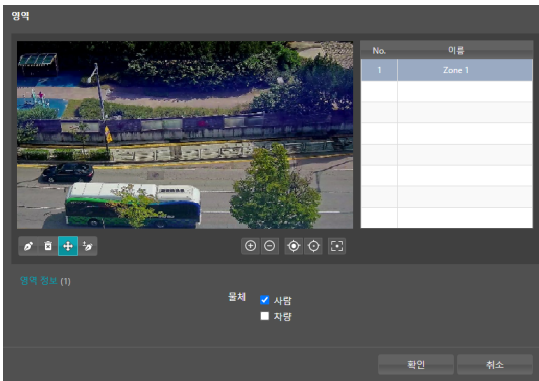 영역
No. 이름
1 Zone 1
영역 정보 (1)
물체 사람
차량
확인 취소